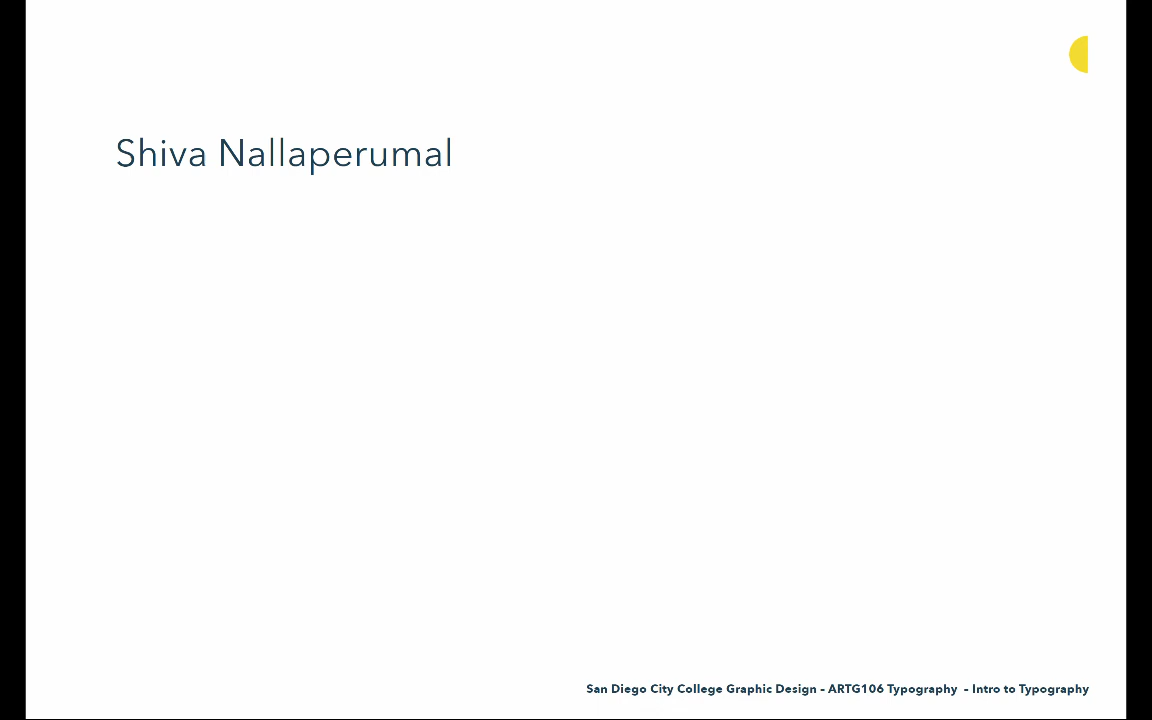 Shiva Nallaperumal
San Diego City College Graphic Design – ARTG106 Typography – Intro to Typography